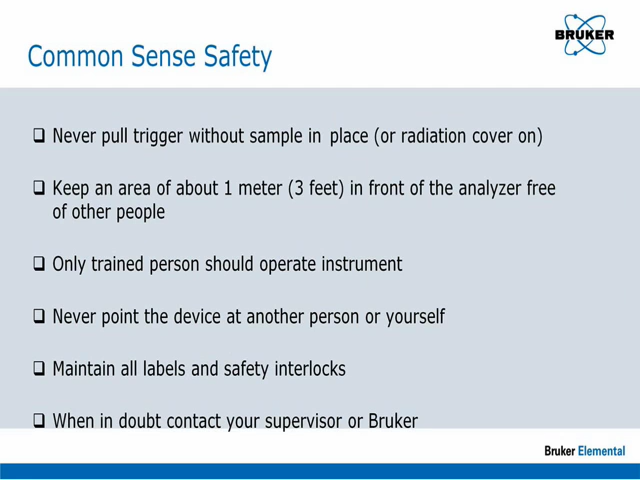 BRUKER
Common Sense Safety
❑ Never pull trigger without sample in place (or radiation cover on)
❑ Keep an area of about 1 meter (3 feet) in front of the analyzer free
of other people
❑ Only trained person should operate instrument
❑ Never point the device at another person or yourself
❑ Maintain all labels and safety interlocks
❑ When in doubt contact your supervisor or Bruker
Bruker Elemental